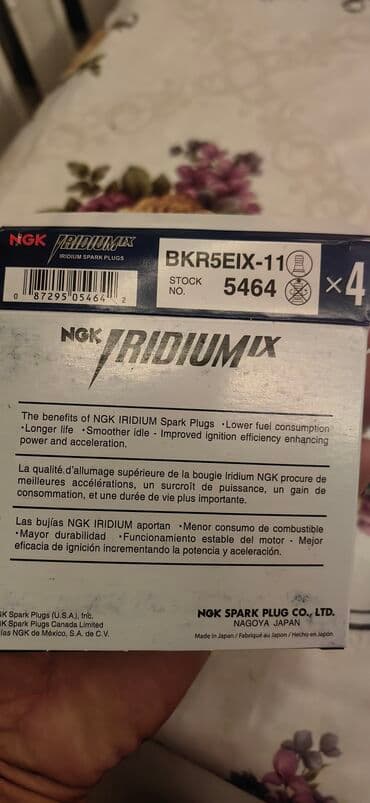 NGK IRIDIUM IX
IRIDIUM SPARK PLUGS
0 87295 05464 2
BKR5EIX-11
STOCK NO. 5464
×4
NGK IRIDIUM IX
The benefits of NGK IRIDIUM Spark Plugs •Lower fuel consumption
•Longer life •Smoother idle - Improved ignition efficiency enhancing
power and acceleration.
La qualité d'allumage supérieure de la bougie Iridium NGK procure de
meilleures accélérations, un surcroît de puissance, un gain de
consommation, et une durée de vie plus importante.
Las bujías NGK IRIDIUM aportan •Menor consumo de combustible
•Mayor durabilidad •Funcionamiento estable del motor - Mejor
eficacia de ignición incrementando la potencia y aceleración.
GK Spark Plugs (U.S.A), Inc.
GK Spark Plugs Canada Limited
ías NGK de México, S.A. de C.V.
NGK SPARK PLUG CO., LTD.
NAGOYA JAPAN
Made in Japan / Fabriqué au Japon / Hecho en Japón